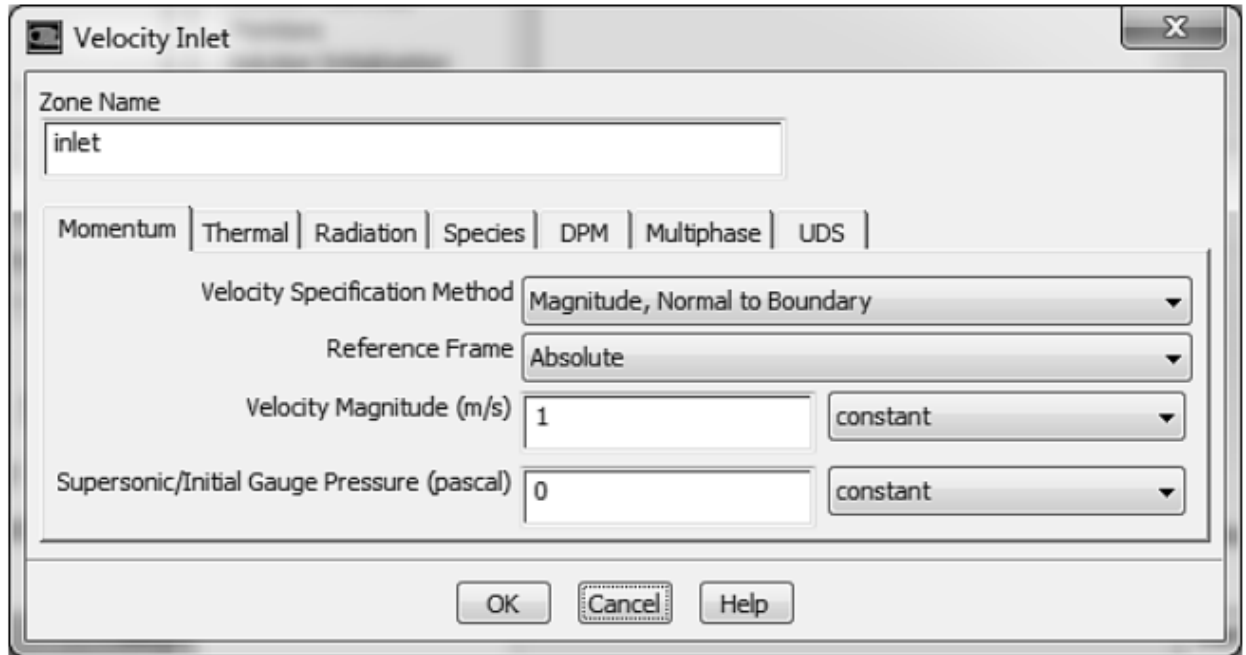 Velocity Inlet
Zone Name
inlet
Momentum Thermal Radiation Species DPM Multiphase UDS
Velocity Specification Method Magnitude, Normal to Boundary
Reference Frame Absolute
Velocity Magnitude (m/s) 1 constant
Supersonic/Initial Gauge Pressure (pascal) 0 constant
OK Cancel Help